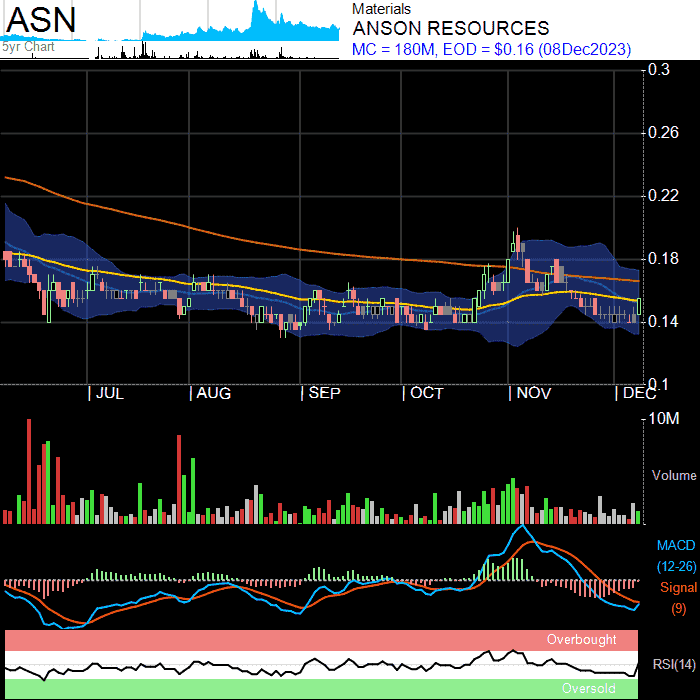 ASN
5yr Chart
Materials
ANSON RESOURCES
MC = 180M, EOD = $0.16 (08Dec2023)
0.3
0.26
0.22
0.18
0.14
0.1
JUL AUG SEP OCT NOV DEC
10M
Volume
MACD
(12-26)
Signal
(9)
Overbought
RSI(14)
Oversold